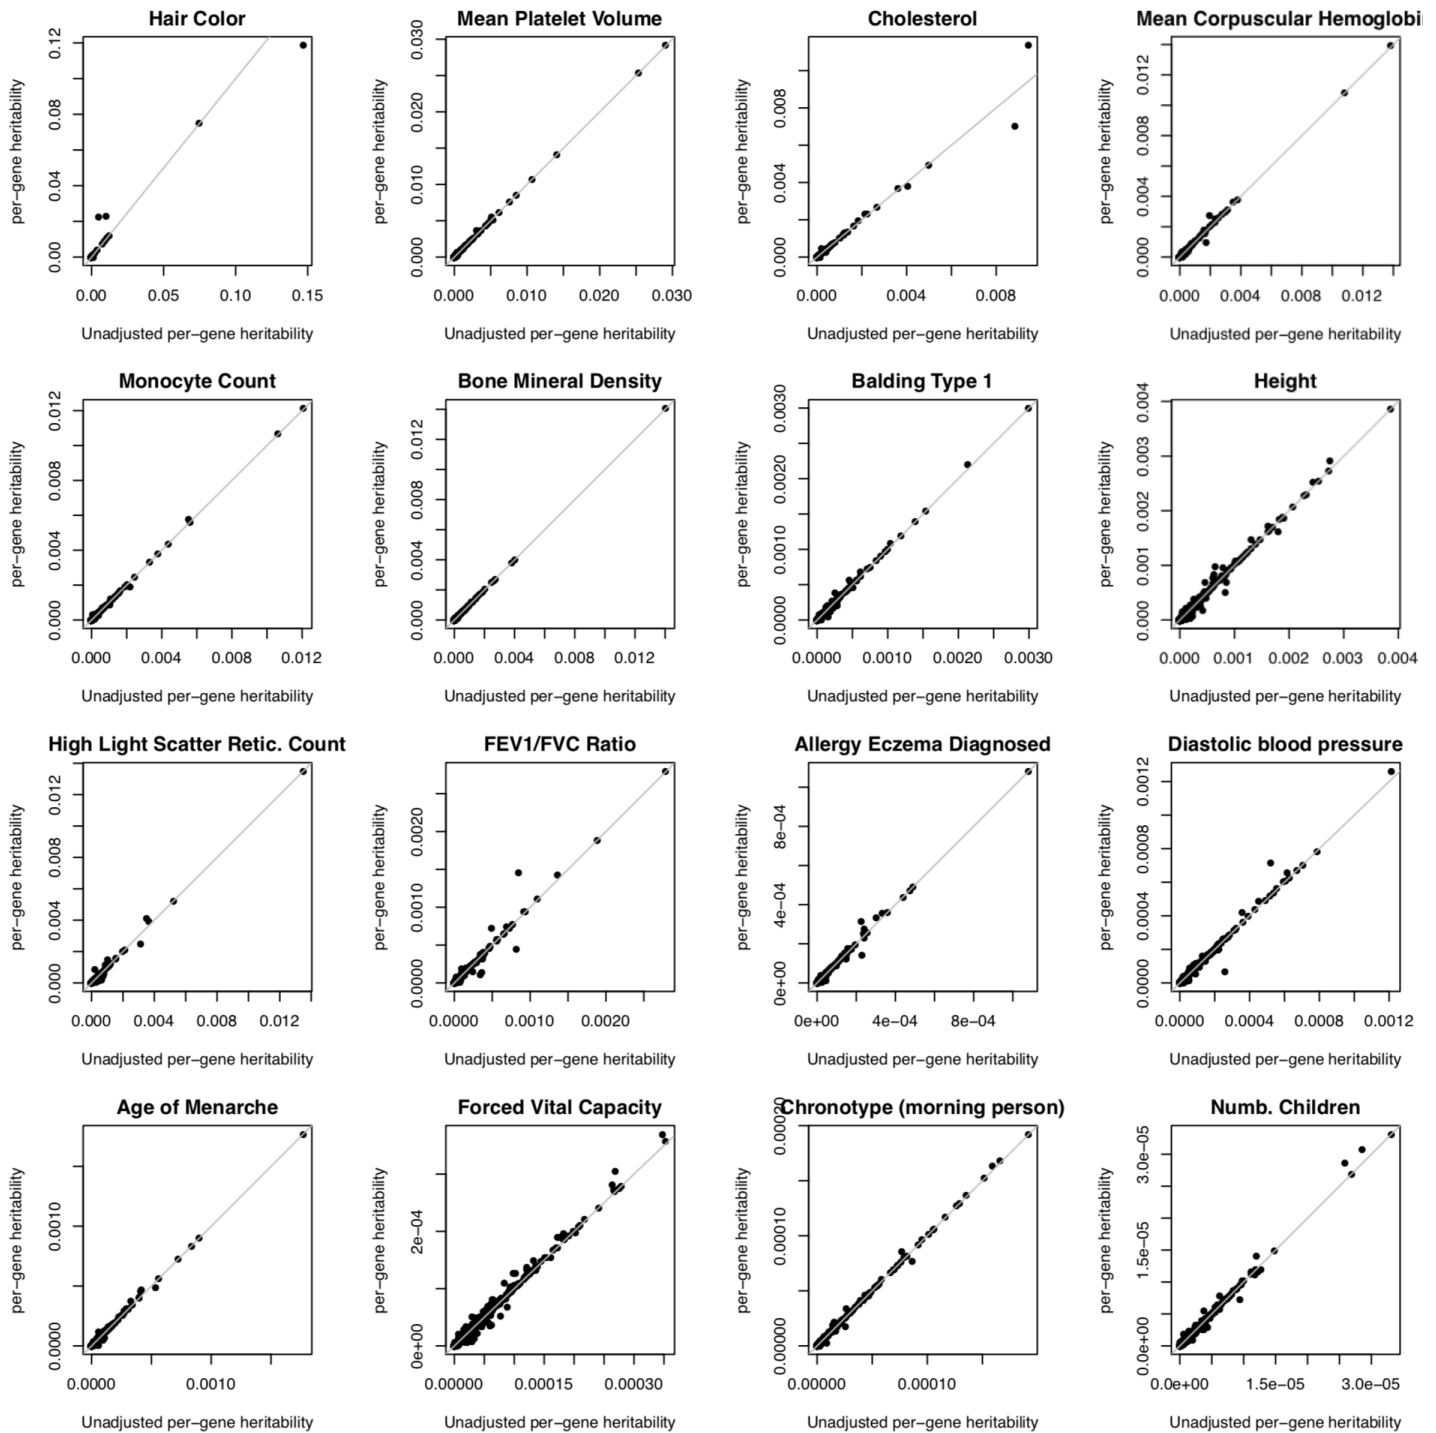 Hair Color
Mean Platelet Volume
Cholesterol
Mean Corpuscular Hemoglobi
per−gene heritability
0.00 0.04 0.08 0.12
0.00 0.05 0.10 0.15
Unadjusted per−gene heritability
per−gene heritability
0.000 0.010 0.020 0.030
0.000 0.010 0.020 0.030
Unadjusted per−gene heritability
per−gene heritability
0.000 0.004 0.008
0.000 0.004 0.008
Unadjusted per−gene heritability
per−gene heritability
0.000 0.004 0.008 0.012
0.000 0.004 0.008 0.012
Unadjusted per−gene heritability
Monocyte Count
Bone Mineral Density
Balding Type 1
Height
per−gene heritability
0.000 0.004 0.008 0.012
0.000 0.004 0.008 0.012
Unadjusted per−gene heritability
per−gene heritability
0.000 0.004 0.008 0.012
0.000 0.004 0.008 0.012
Unadjusted per−gene heritability
per−gene heritability
0.0000 0.0010 0.0020 0.0030
0.0000 0.0010 0.0020 0.0030
Unadjusted per−gene heritability
per−gene heritability
0.000 0.001 0.002 0.003 0.004
0.000 0.001 0.002 0.003 0.004
Unadjusted per−gene heritability
High Light Scatter Retic. Count
FEV1/FVC Ratio
Allergy Eczema Diagnosed
Diastolic blood pressure
per−gene heritability
0.000 0.004 0.008 0.012
0.000 0.004 0.008 0.012
Unadjusted per−gene heritability
per−gene heritability
0.0000 0.0010 0.0020
0.0000 0.0010 0.0020
Unadjusted per−gene heritability
per−gene heritability
0e+00 4e−04 8e−04
0e+00 4e−04 8e−04
Unadjusted per−gene heritability
per−gene heritability
0.0000 0.0004 0.0008 0.0012
0.0000 0.0004 0.0008 0.0012
Unadjusted per−gene heritability
Age of Menarche
Forced Vital Capacity
Chronotype (morning person)
Numb. Children
per−gene heritability
0.0000 0.0010
0.0000 0.0010
Unadjusted per−gene heritability
per−gene heritability
0e+00 2e−04
0.00000 0.00015 0.00030
Unadjusted per−gene heritability
per−gene heritability
0.00000 0.00010 0.00020
0.00000 0.00010
Unadjusted per−gene heritability
per−gene heritability
0.0e+00 1.5e−05 3.0e−05
0.0e+00 1.5e−05 3.0e−05
Unadjusted per−gene heritability